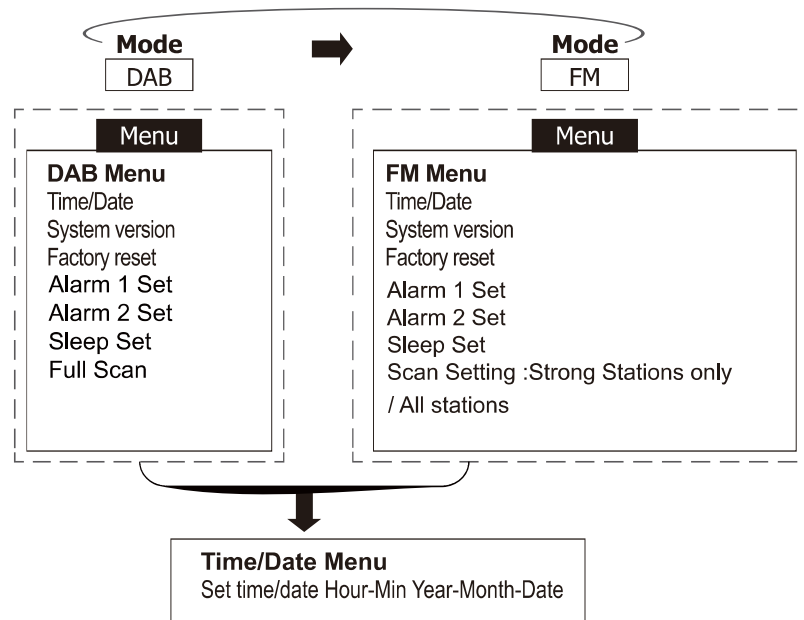 Mode
DAB
Menu
DAB Menu
Time/Date
System version
Factory reset
Alarm 1 Set
Alarm 2 Set
Sleep Set
Full Scan
Mode
FM
Menu
FM Menu
Time/Date
System version
Factory reset
Alarm 1 Set
Alarm 2 Set
Sleep Set
Scan Setting :Strong Stations only
/ All stations
Time/Date Menu
Set time/date Hour-Min Year-Month-Date